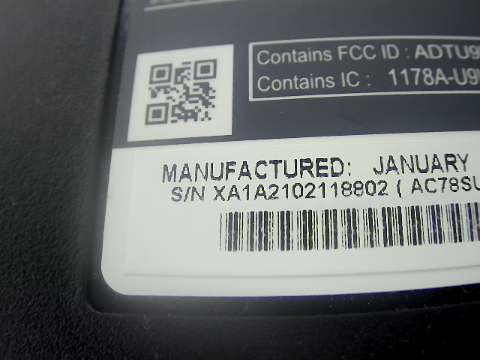 Contains FCC ID : ADTU9
Contains IC : 1178A-U9
MANUFACTURED: JANUARY
S/N XA1A2102118802 ( AC78SU